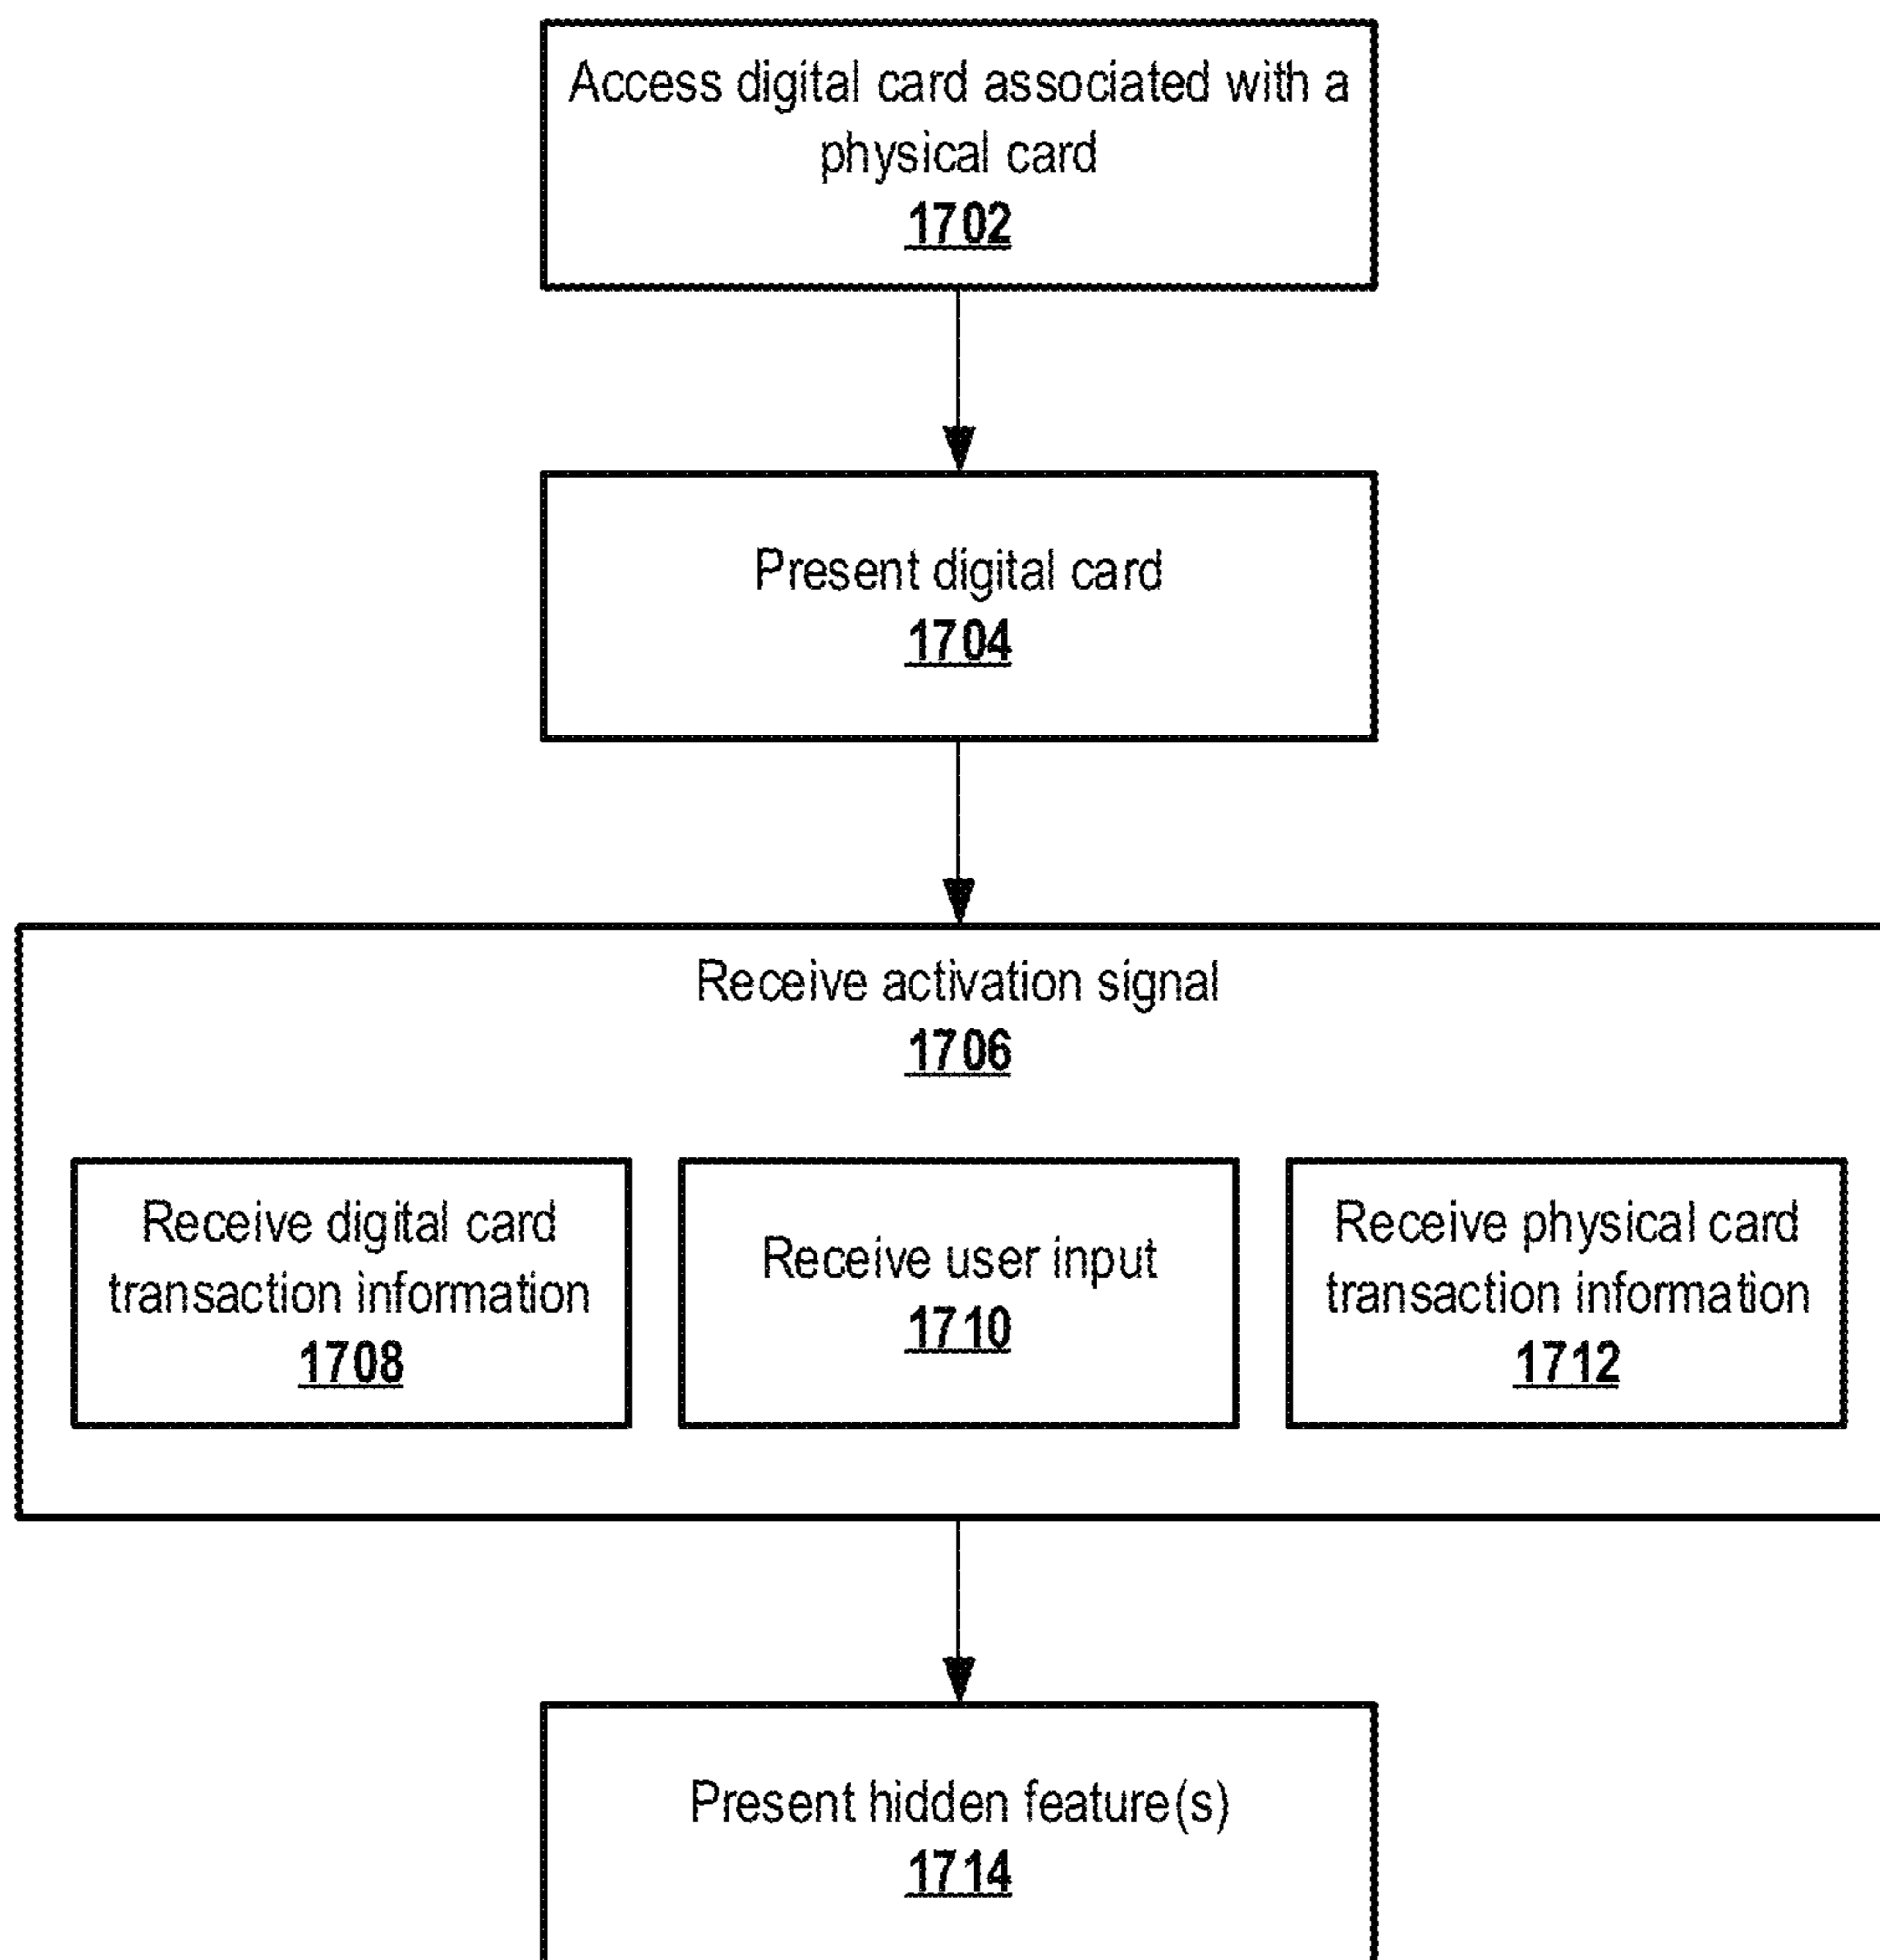 Access digital card associated with a
physical card
1702
Present digital card
1704
Receive activation signal
1706
Receive digital card
transaction information
1708
Receive user input
1710
Receive physical card
transaction information
1712
Present hidden feature(s)
1714